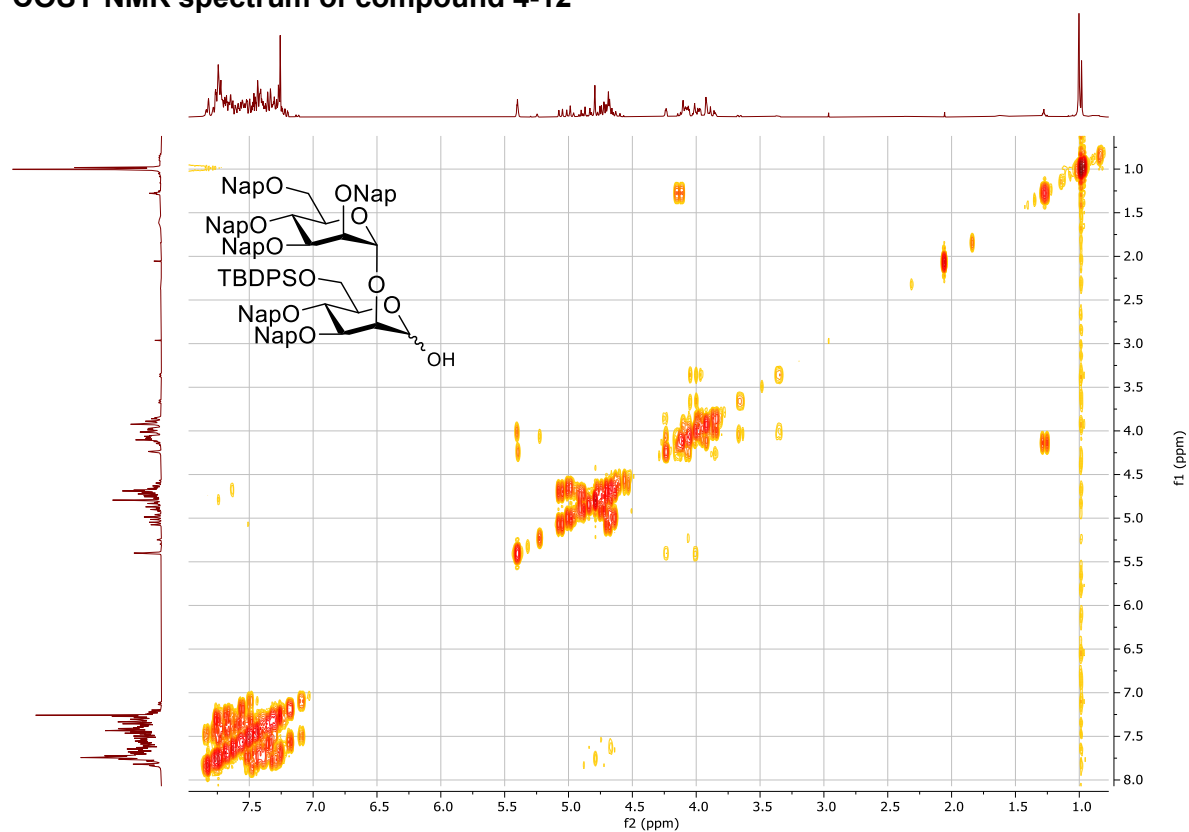 COSY NMR spectrum of compound 4-12
NapO
ONap
O
NapO
NapO
O
TBDPSO
O
NapO
NapO
OH
1.0
1.5
2.0
2.5
3.0
3.5
4.0
4.5
5.0
5.5
6.0
6.5
7.0
7.5
8.0
f1 (ppm)
7.5 7.0 6.5 6.0 5.5 5.0 4.5 4.0 3.5 3.0 2.5 2.0 1.5 1.0
f2 (ppm)